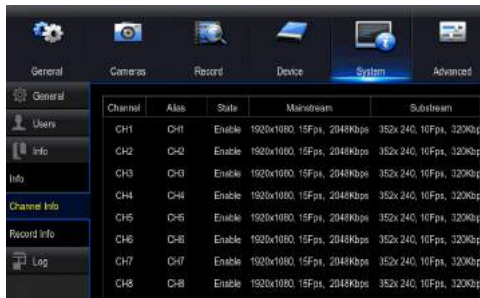 General Cameras Record Device System Advanced
General
Users
Info
Info
Channel Info
Record Info
Log
Channel Alias State Mainstream Substream
CH1 CH1 Enable 1920x1080, 15Fps, 2048Kbps 352x 240, 10Fps, 320Kbp
CH2 CH2 Enable 1920x1080, 15Fps, 2048Kbps 352x 240, 10Fps, 320Kbp
CH3 CH3 Enable 1920x1080, 15Fps, 2048Kbps 352x 240, 10Fps, 320Kbp
CH4 CH4 Enable 1920x1080, 15Fps, 2048Kbps 352x 240, 10Fps, 320Kbp
CH5 CH5 Enable 1920x1080, 15Fps, 2048Kbps 352x 240, 10Fps, 320Kbp
CH6 CH6 Enable 1920x1080, 15Fps, 2048Kbps 352x 240, 10Fps, 320Kbp
CH7 CH7 Enable 1920x1080, 15Fps, 2048Kbps 352x 240, 10Fps, 320Kbp
CH8 CH8 Enable 1920x1080, 15Fps, 2048Kbps 352x 240, 10Fps, 320Kbp